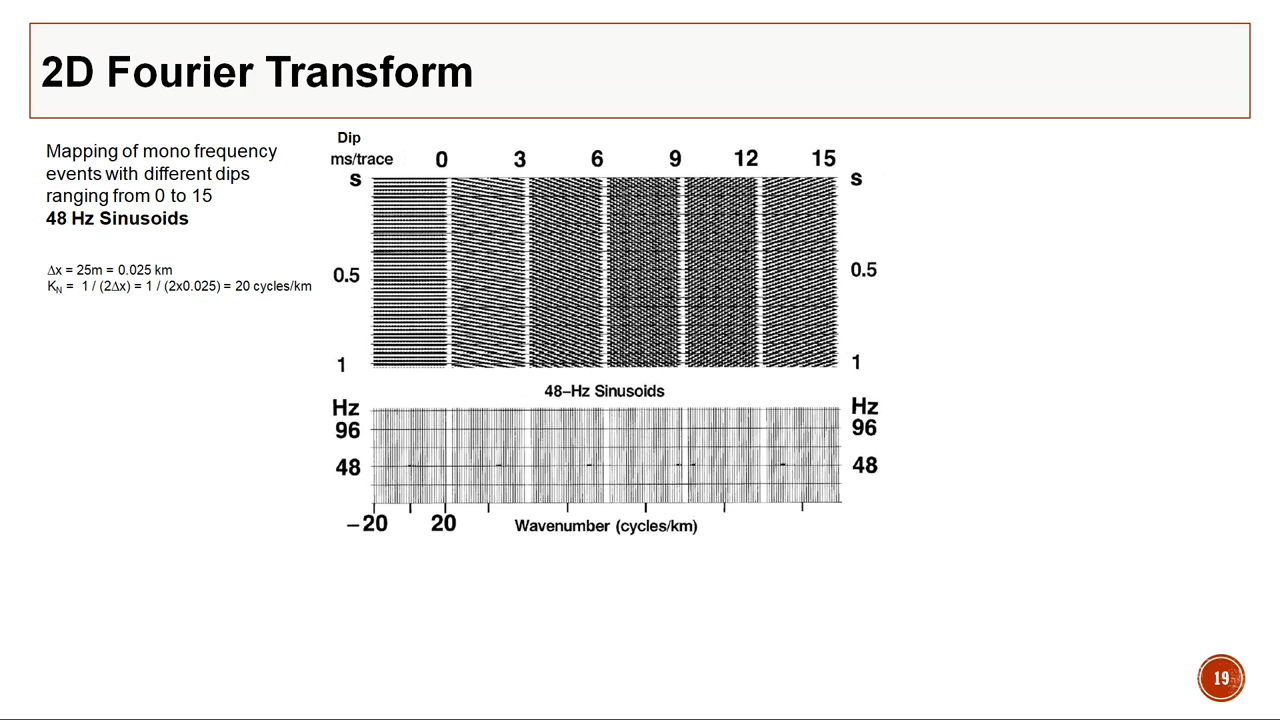 2D Fourier Transform
Mapping of mono frequency
events with different dips
ranging from 0 to 15
48 Hz Sinusoids
Δx = 25m = 0.025 km
KN = 1 / (2Δx) = 1 / (2x0.025) = 20 cycles/km
Dip
ms/trace 0 3 6 9 12 15
s s
0.5 0.5
1 1
48–Hz Sinusoids
Hz Hz
96 96
48 48
–20 20 Wavenumber (cycles/km)
19